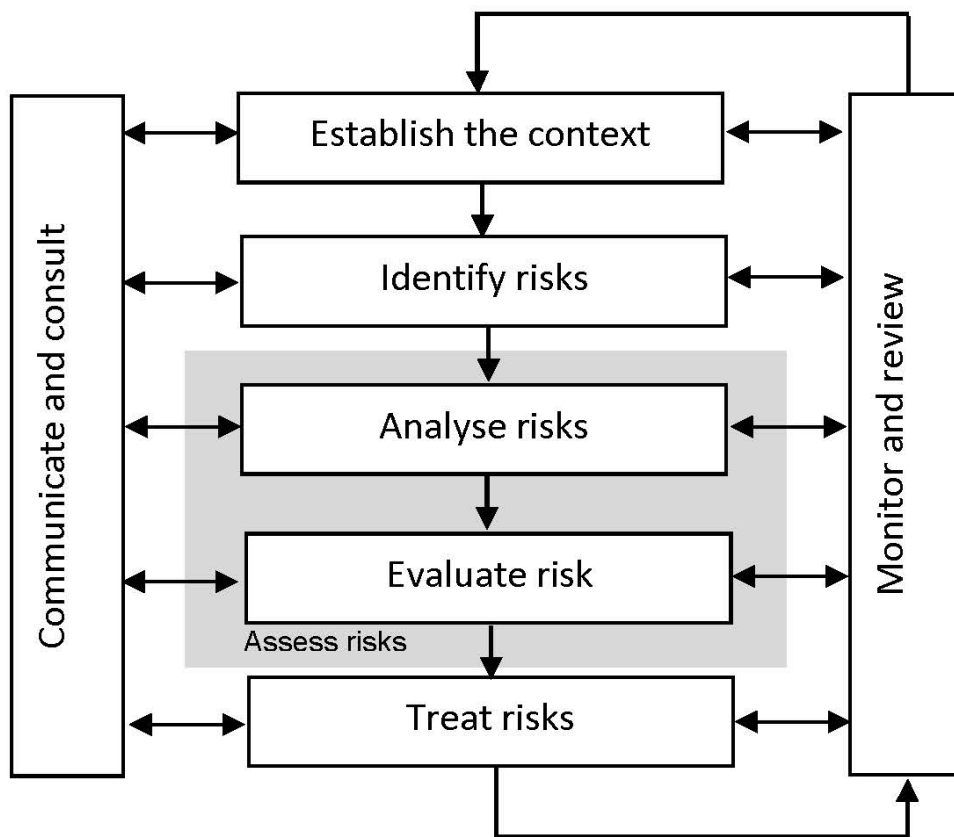 Establish the context
Communicate and consult
Identify risks
Monitor and review
Analyse risks
Evaluate risk
Assess risks
Treat risks